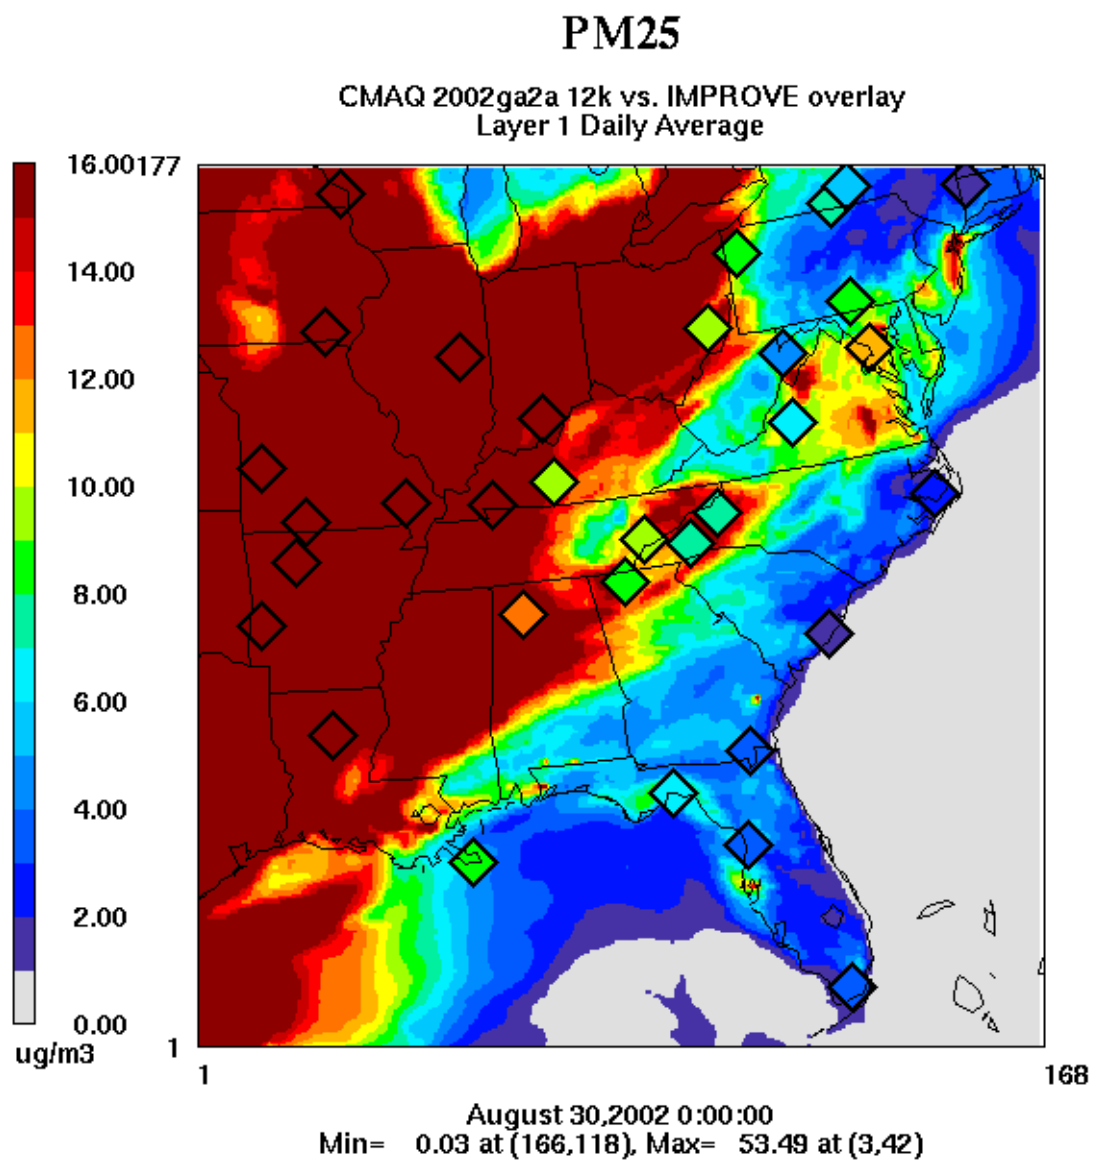 PM25
CMAQ 2002ga2a 12k vs. IMPROVE overlay
Layer 1 Daily Average
16.00 177
14.00
12.00
10.00
8.00
6.00
4.00
2.00
0.00
ug/m3
1
1 168
August 30,2002 0:00:00
Min= 0.03 at (166,118), Max= 53.49 at (3,42)